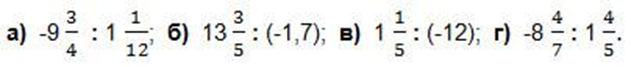 а) -9 3/4 : 1 1/12; б) 13 3/5 : (-1,7); в) 1 1/5 : (-12); г) -8 4/7 : 1 4/5.